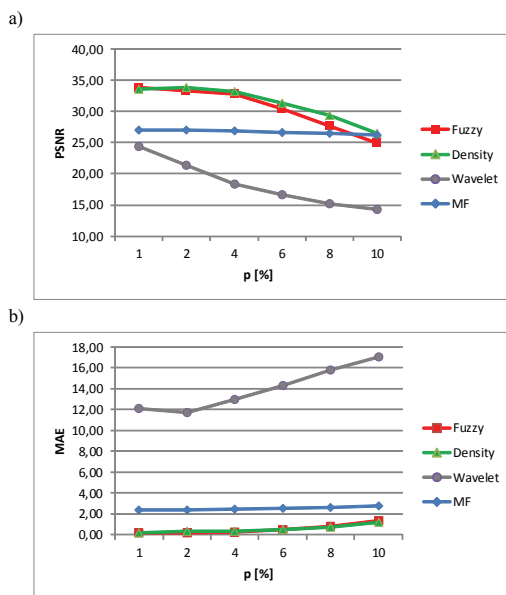 a)
40,00
35,00
30,00
25,00
20,00
15,00
10,00
PSNR
1 2 4 6 8 10
p [%]
Fuzzy
Density
Wavelet
MF
b)
18,00
16,00
14,00
12,00
10,00
8,00
6,00
4,00
2,00
0,00
MAE
1 2 4 6 8 10
p [%]
Fuzzy
Density
Wavelet
MF